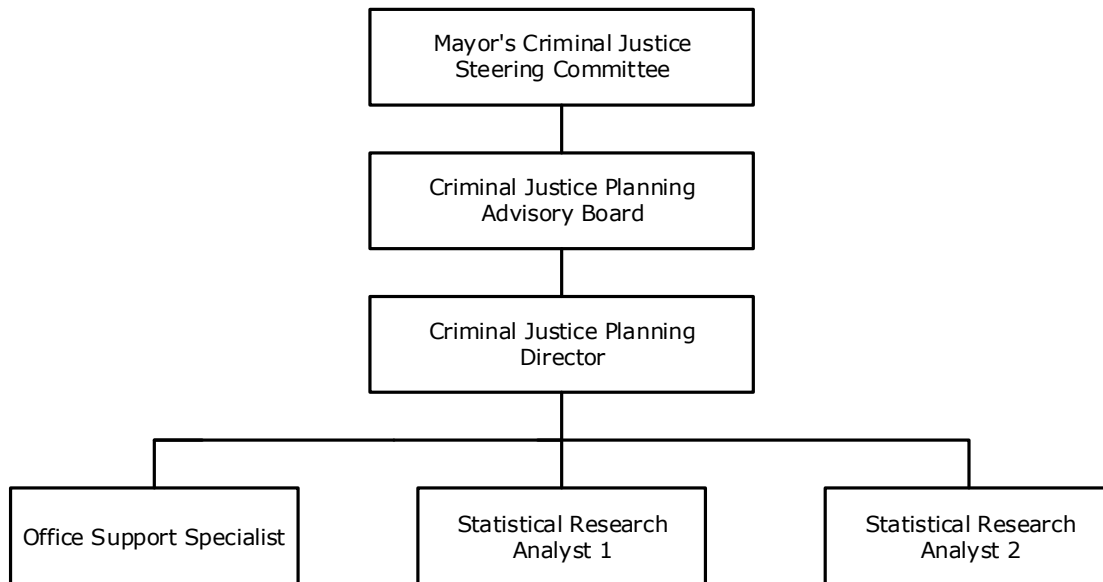 Mayor's Criminal Justice
Steering Committee
Criminal Justice Planning
Advisory Board
Criminal Justice Planning
Director
Office Support Specialist
Statistical Research
Analyst 1
Statistical Research
Analyst 2